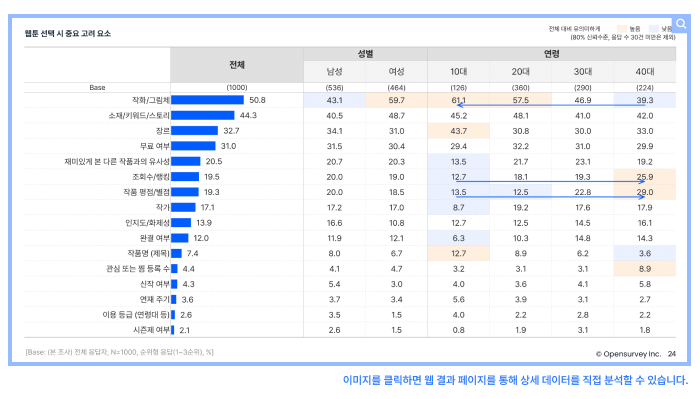 웹툰 선택 시 중요 고려 요소
전체 대비 유의미하게 높음 낮음
(80% 신뢰수준, 응답 수 30건 미만은 제외)
전체 성별 연령
남성 여성 10대 20대 30대 40대
Base (1000) (536) (464) (126) (360) (290) (224)
작화/그림체 50.8 43.1 59.7 61.1 57.5 46.9 39.3
소재/키워드/스토리 44.3 40.5 48.7 45.2 48.1 41.0 42.0
장르 32.7 34.1 31.0 43.7 30.8 30.0 33.0
무료 여부 31.0 31.5 30.4 29.4 32.2 31.0 29.9
재미있게 본 다른 작품과의 유사성 20.5 20.7 20.3 13.5 21.7 23.1 19.2
조회수/랭킹 19.5 20.0 19.0 12.7 18.1 19.3 25.9
작품 평점/별점 19.3 20.0 18.5 13.5 12.5 22.8 29.0
작가 17.1 17.2 17.0 8.7 19.2 17.6 17.9
인지도/화제성 13.9 16.6 10.8 12.7 12.5 14.5 16.1
완결 여부 12.0 11.9 12.1 6.3 10.3 14.8 14.3
작품명 (제목) 7.4 8.0 6.7 12.7 8.9 6.2 3.6
관심 또는 찜 등록 수 4.4 4.1 4.7 3.2 3.1 3.1 8.9
신작 여부 4.3 5.4 3.0 4.0 3.6 4.1 5.8
연재 주기 3.6 3.7 3.4 5.6 3.9 3.1 2.7
이용 등급 (연령대 등) 2.6 3.5 1.5 4.0 2.2 2.8 2.2
시즌제 여부 2.1 2.6 1.5 0.8 1.9 3.1 1.8
[Base: (본 조사) 전체 응답자, N=1000, 순위형 응답(1~3순위), %]
© Opensurvey Inc. 24
이미지를 클릭하면 웹 결과 페이지를 통해 상세 데이터를 직접 분석할 수 있습니다.